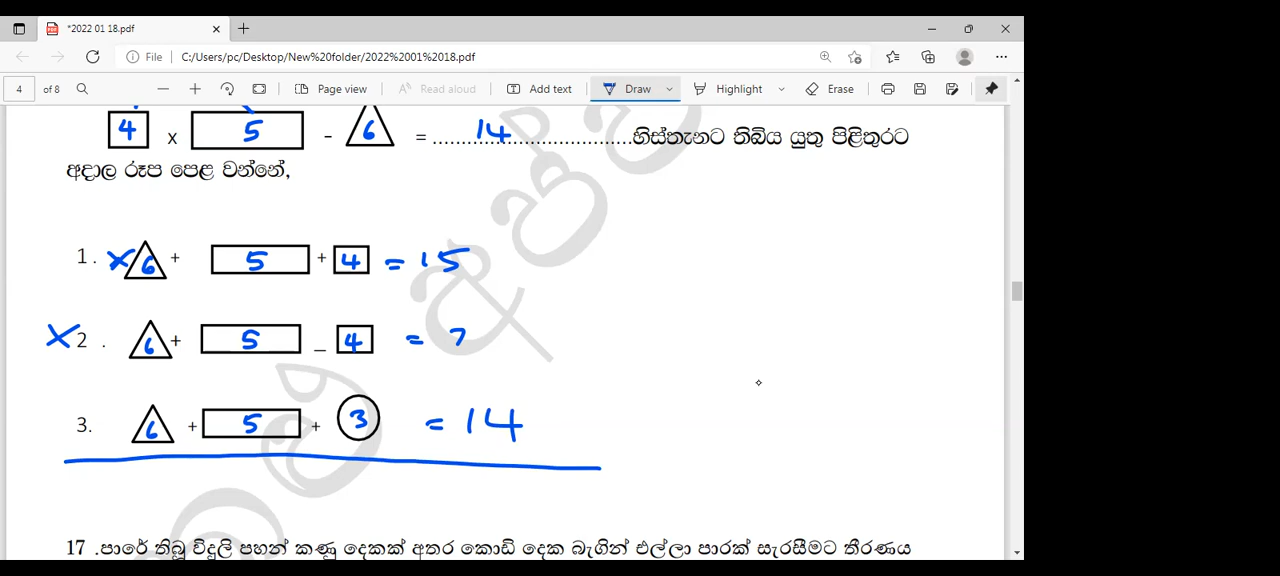 *2022 01 18.pdf
File C:/Users/pc/Desktop/New%20folder/2022%2001%2018.pdf
4 of 8 Page view Read aloud Add text Draw Highlight Erase
4 x 5 - 6 = ..........14.......................හිස්තැනට තිබිය යුතු පිළිතුරට
අදාල රූප පෙළ වන්නේ,
1. ×6 + 5 + 4 = 15
×2. 6 + 5 _ 4 = 7
3. 6 + 5 + 3 = 14
17 .පාරේ තිබූ විදුලි පහන් කණු දෙකක් අතර කොඩි දෙක බැගින් එල්ලා පාරක් සැරසීමට තීරණය